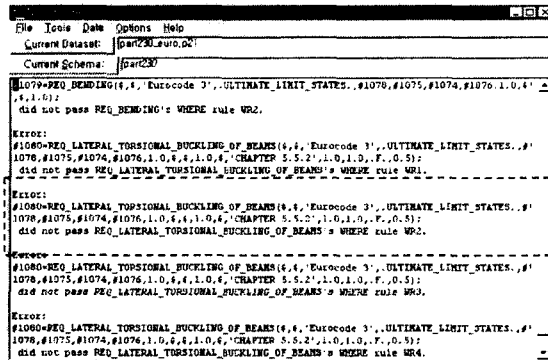 File Tools Date Options Help
Current Dataset: part230_euro.p21
Current Schema: part230
#1079=REQ_BENDING($,$,'Eurocode 3',.ULTIMATE_LIMIT_STATES.,#1078,#1075,#1074,#1076,1.0,$
,$,1.0);
did not pass REQ_BENDING's WHERE rule WR2.
Error:
#1080=REQ_LATERAL_TORSIONAL_BUCKLING_OF_BEAMS($,$,'Eurocode 3',.ULTIMATE_LIMIT_STATES.,#
1078,#1075,#1074,#1076,1.0,$,$,1.0,$,'CHAPTER 5.5.2',1.0,1.0,.F.,0.5);
did not pass REQ_LATERAL_TORSIONAL_BUCKLING_OF_BEAMS's WHERE rule WR1.
Error:
#1080=REQ_LATERAL_TORSIONAL_BUCKLING_OF_BEAMS($,$,'Eurocode 3',.ULTIMATE_LIMIT_STATES.,#
1078,#1075,#1074,#1076,1.0,$,$,1.0,$,'CHAPTER 5.5.2',1.0,1.0,.F.,0.5);
did not pass REQ_LATERAL_TORSIONAL_BUCKLING_OF_BEAMS's WHERE rule WR2.
Error:
#1080=REQ_LATERAL_TORSIONAL_BUCKLING_OF_BEAMS($,$,'Eurocode 3',.ULTIMATE_LIMIT_STATES.,#
1078,#1075,#1074,#1076,1.0,$,$,1.0,$,'CHAPTER 5.5.2',1.0,1.0,.F.,0.5);
did not pass REQ_LATERAL_TORSIONAL_BUCKLING_OF_BEAMS's WHERE rule WR3.
Error:
#1080=REQ_LATERAL_TORSIONAL_BUCKLING_OF_BEAMS($,$,'Eurocode 3',.ULTIMATE_LIMIT_STATES.,#
1078,#1075,#1074,#1076,1.0,$,$,1.0,$,'CHAPTER 5.5.2',1.0,1.0,.F.,0.5);
did not pass REQ_LATERAL_TORSIONAL_BUCKLING_OF_BEAMS's WHERE rule WR4.